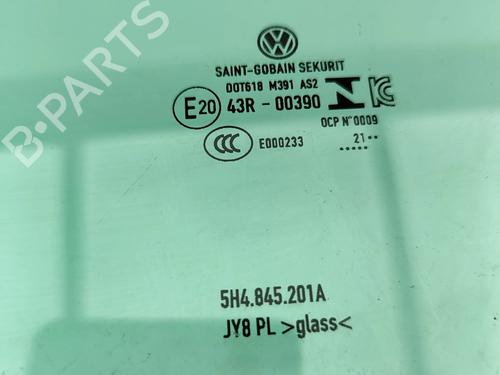 B-PARTS
SAINT-GOBAIN SEKURIT
DOT618 M391 AS2
E20 43R-00390
OCP N°0009
CCC E000233 21
5H4.845.201A
JY8 PL >glass<